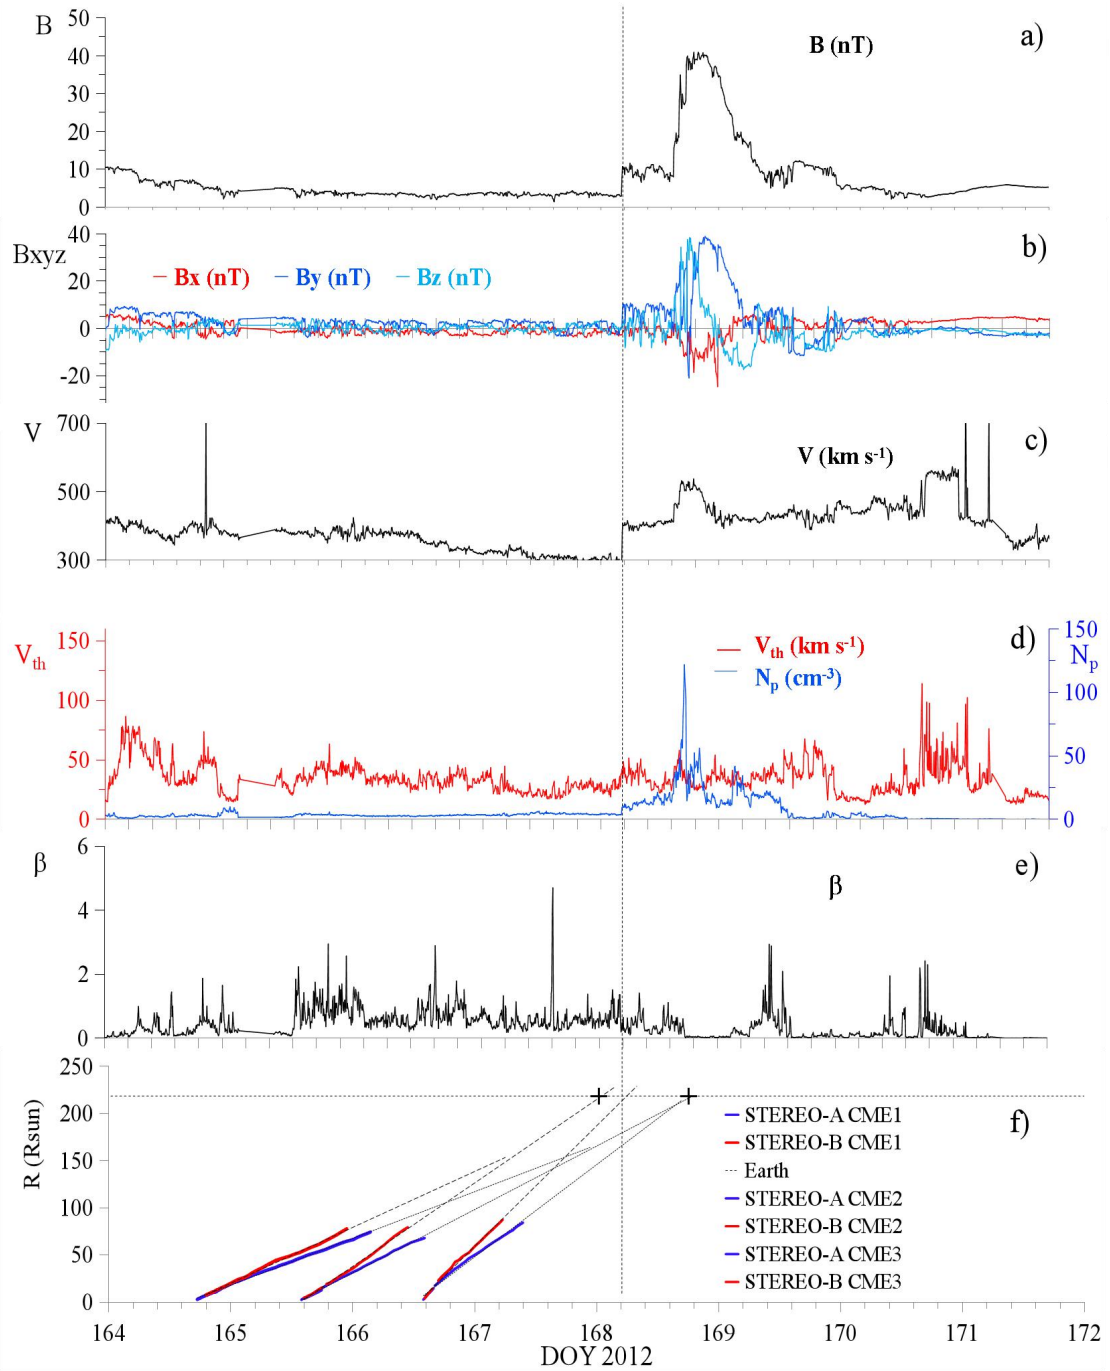 B
50
40
30
20
10
0
a)
B (nT)
Bxyz
40
20
0
-20
b)
Bx (nT) By (nT) Bz (nT)
V
700
500
300
c)
V (km s-1)
Vth
150
100
50
0
d)
Vth (km s-1)
Np (cm-3)
150
Np
100
50
0
β
6
4
2
0
e)
β
R (Rsun)
250
200
150
100
50
0
f)
STEREO-A CME1
STEREO-B CME1
Earth
STEREO-A CME2
STEREO-B CME2
STEREO-A CME3
STEREO-B CME3
164 165 166 167 168 169 170 171 172
DOY 2012